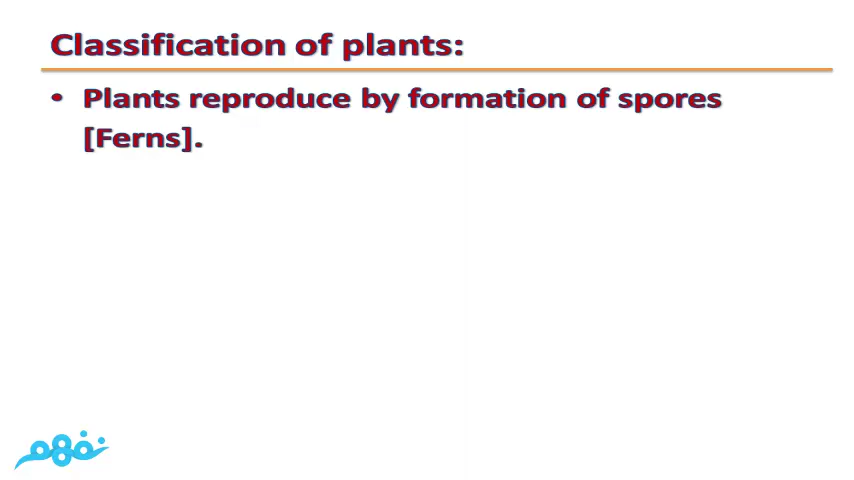 Classification of plants:
• Plants reproduce by formation of spores
[Ferns].
نفهم